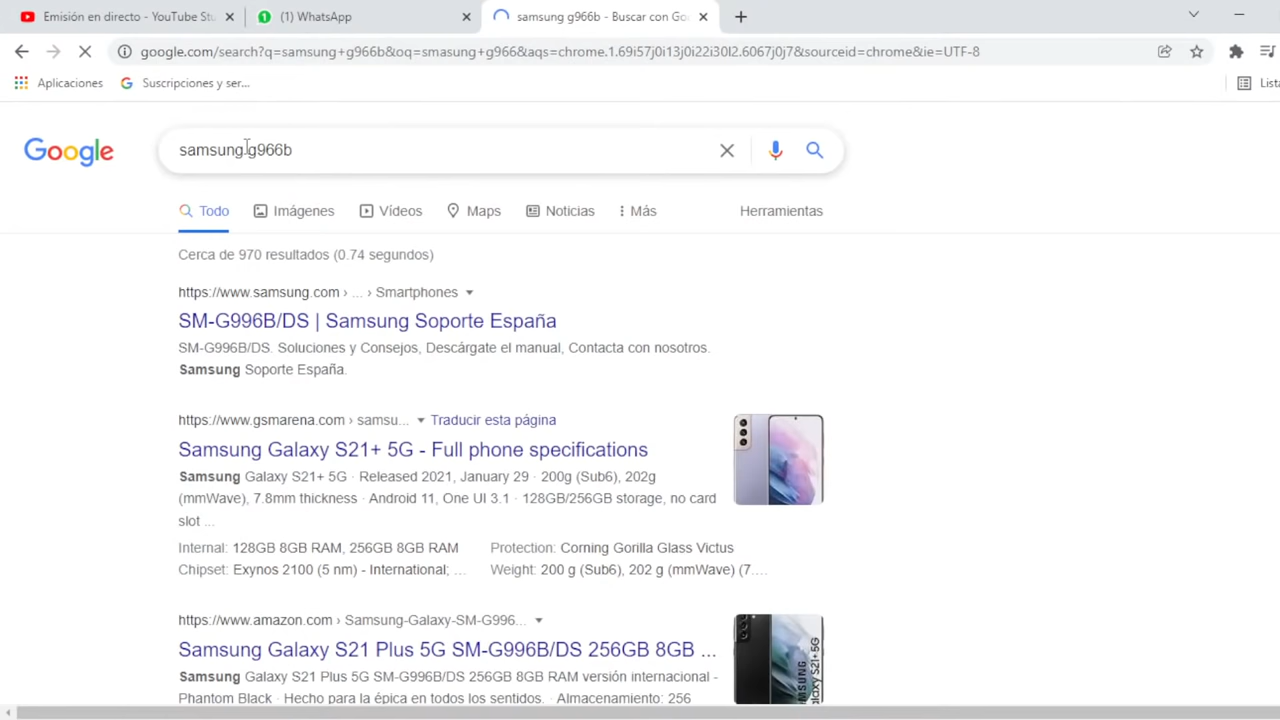 Emisión en directo - YouTube Stu
(1) WhatsApp
samsung g966b - Buscar con Goo
google.com/search?q=samsung+g966b&oq=smasung+g966&aqs=chrome.1.69i57j0i13j0i22i30l2.6067j0j7&sourceid=chrome&ie=UTF-8
Aplicaciones
Suscripciones y ser...
Lista
Google
samsung g966b
Todo
Imágenes
Vídeos
Maps
Noticias
Más
Herramientas
Cerca de 970 resultados (0.74 segundos)
https://www.samsung.com › ... › Smartphones
SM-G996B/DS | Samsung Soporte España
SM-G996B/DS. Soluciones y Consejos, Descárgate el manual, Contacta con nosotros.
Samsung Soporte España.
https://www.gsmarena.com › samsu... Traducir esta página
Samsung Galaxy S21+ 5G - Full phone specifications
Samsung Galaxy S21+ 5G · Released 2021, January 29 · 200g (Sub6), 202g
(mmWave), 7.8mm thickness · Android 11, One UI 3.1 · 128GB/256GB storage, no card
slot ...
Internal: 128GB 8GB RAM, 256GB 8GB RAM
Protection: Corning Gorilla Glass Victus
Chipset: Exynos 2100 (5 nm) - International; ...
Weight: 200 g (Sub6), 202 g (mmWave) (7....
https://www.amazon.com › Samsung-Galaxy-SM-G996...
Samsung Galaxy S21 Plus 5G SM-G996B/DS 256GB 8GB ...
Samsung Galaxy S21 Plus 5G SM-G996B/DS 256GB 8GB RAM versión internacional -
Phantom Black · Hecho para la épica en todos los sentidos. · Almacenamiento: 256
SAMSUNG
Galaxy S21+ 5G